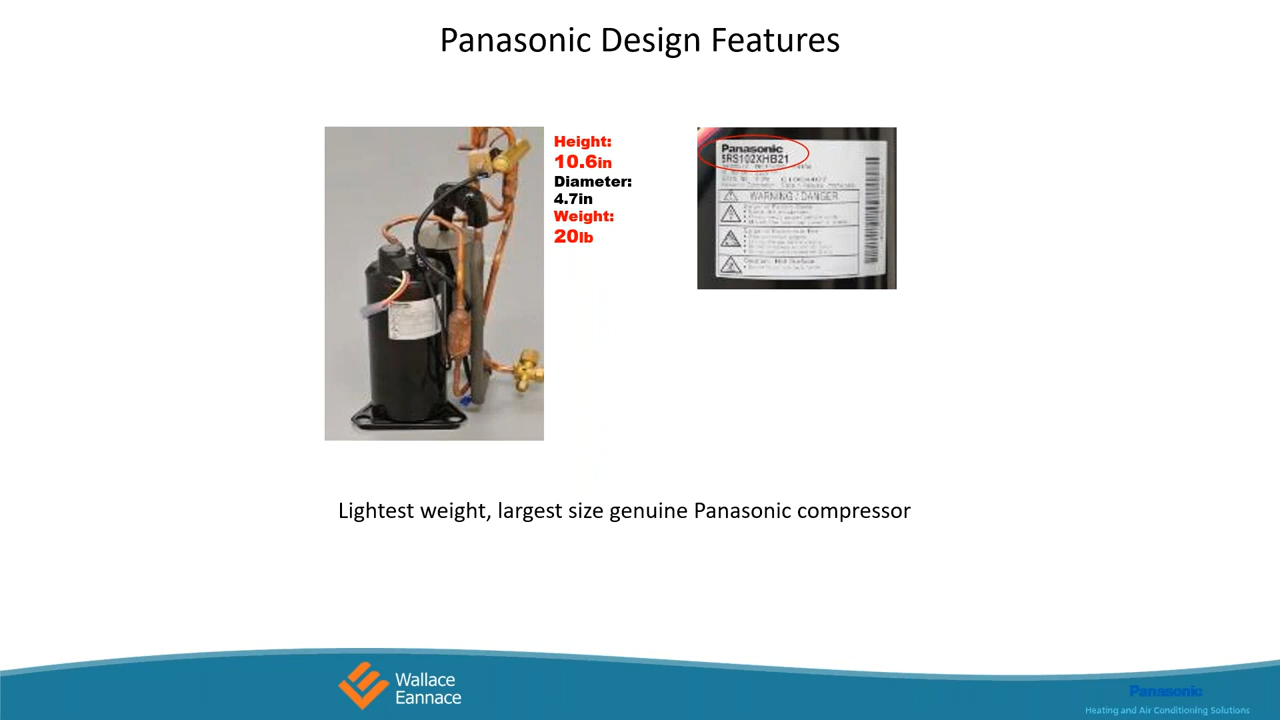 Panasonic Design Features
Height:
10.6in
Diameter:
4.7in
Weight:
20lb
Panasonic
5RS102XHB21
WARNING / DANGER
Lightest weight, largest size genuine Panasonic compressor
Wallace
Eannace
Panasonic
Heating and Air Conditioning Solutions